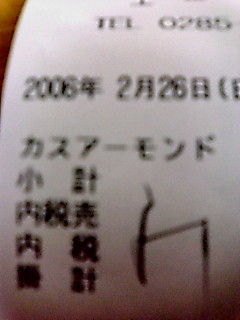 TEL 0285-
2006年 2月26日(日
カスアーモンド
小 計
内税売
内 税
掛 計